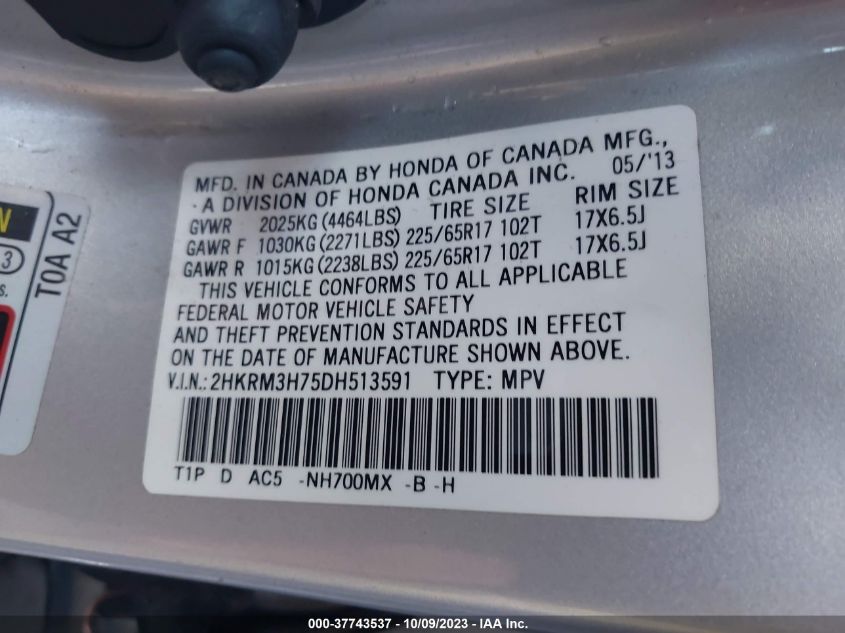 MFD. IN CANADA BY HONDA OF CANADA MFG.,
- A DIVISION OF HONDA CANADA INC. 05/'13
GVWR 2025KG (4464LBS) TIRE SIZE RIM SIZE
GAWR F 1030KG (2271LBS) 225/65R17 102T 17X6.5J
GAWR R 1015KG (2238LBS) 225/65R17 102T 17X6.5J
THIS VEHICLE CONFORMS TO ALL APPLICABLE
FEDERAL MOTOR VEHICLE SAFETY
AND THEFT PREVENTION STANDARDS IN EFFECT
ON THE DATE OF MANUFACTURE SHOWN ABOVE.
V.I.N.: 2HKRM3H75DH513591 TYPE: MPV
T1P D AC5 -NH700MX -B -H
N
3
s.
T0A A2
000-37743537 - 10/09/2023 - IAA Inc.